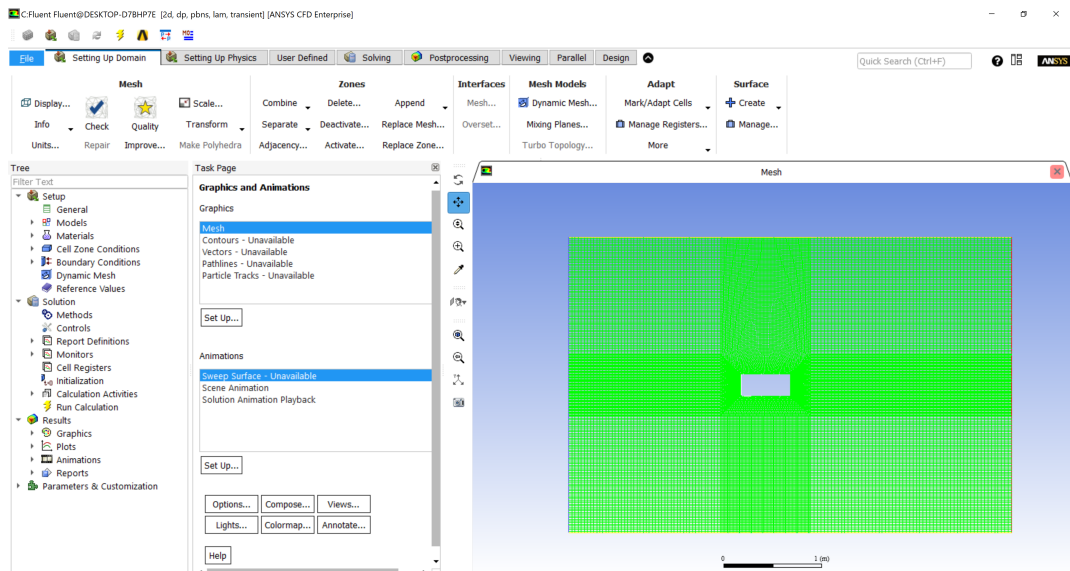 C:Fluent Fluent@DESKTOP-D7BHP7E [2d, dp, pbns, lam, transient] [ANSYS CFD Enterprise]
File Setting Up Domain Setting Up Physics User Defined Solving Postprocessing Viewing Parallel Design Quick Search (Ctrl+F) ANSYS
Mesh Zones Interfaces Mesh Models Adapt Surface
Display... Scale... Combine Delete... Append Mesh... Dynamic Mesh... Mark/Adapt Cells Create
Info Check Quality Transform Separate Deactivate... Replace Mesh... Overset... Mixing Planes... Manage Registers... Manage...
Units... Repair Improve... Make Polyhedra Adjacency... Activate... Replace Zone... Turbo Topology... More
Tree
Filter Text
Setup
General
Models
Materials
Cell Zone Conditions
Boundary Conditions
Dynamic Mesh
Reference Values
Solution
Methods
Controls
Report Definitions
Monitors
Cell Registers
Initialization
Calculation Activities
Run Calculation
Results
Graphics
Plots
Animations
Reports
Parameters & Customization
Task Page
Graphics and Animations
Graphics
Mesh
Contours - Unavailable
Vectors - Unavailable
Pathlines - Unavailable
Particle Tracks - Unavailable
Set Up...
Animations
Sweep Surface - Unavailable
Scene Animation
Solution Animation Playback
Set Up...
Options... Compose... Views...
Lights... Colormap... Annotate...
Help
Mesh
0 1 (m)